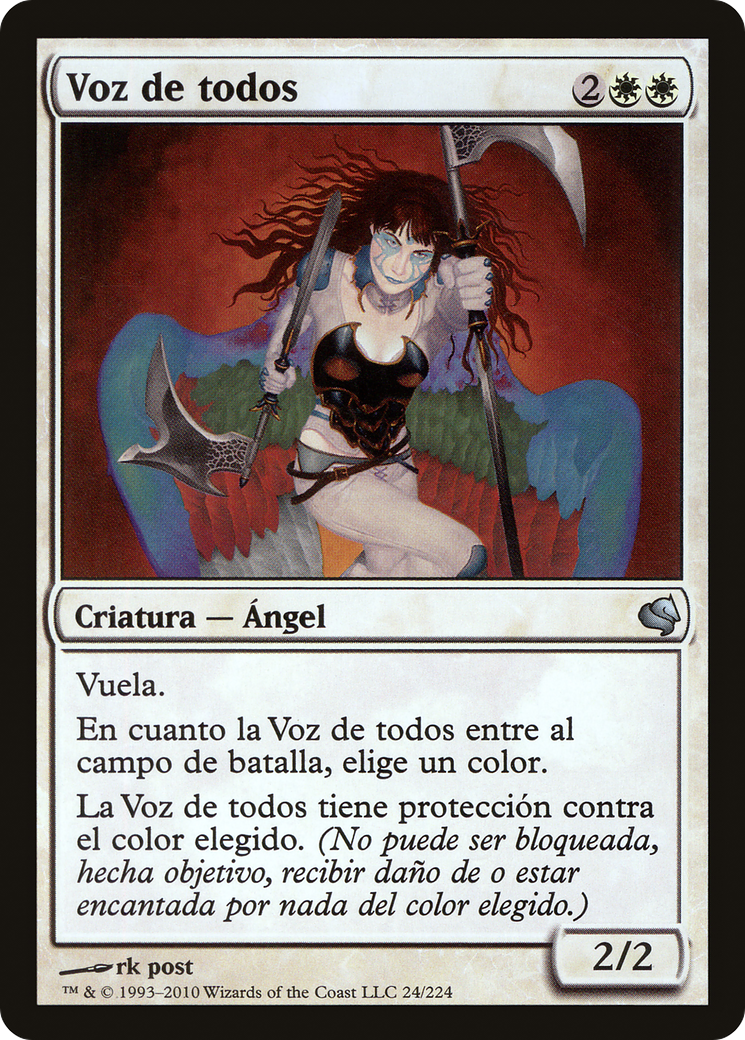 Voz de todos 2
Criatura — Ángel
Vuela.
En cuanto la Voz de todos entre al
campo de batalla, elige un color.
La Voz de todos tiene protección contra
el color elegido. (No puede ser bloqueada,
hecha objetivo, recibir daño de o estar
encantada por nada del color elegido.)
2/2
rk post
™ & © 1993–2010 Wizards of the Coast LLC 24/224